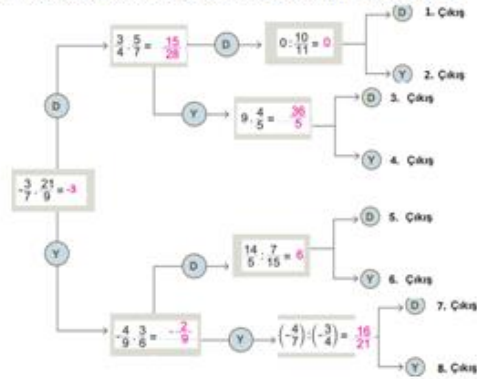 D 1. Çıkış
3/4 . 5/7 = 15/28 D 0 : 10/11 = 0
Y 2. Çıkış
D
Y 9 . 4/5 = 36/5 D 3. Çıkış
Y 4. Çıkış
-3/7 . 21/9 = -3
D 5. Çıkış
Y D 14/5 : 7/15 = 6
Y 6. Çıkış
-4/9 . 3/6 = -2/9 Y (-4/7) : (-3/4) = 16/21 D 7. Çıkış
Y 8. Çıkış